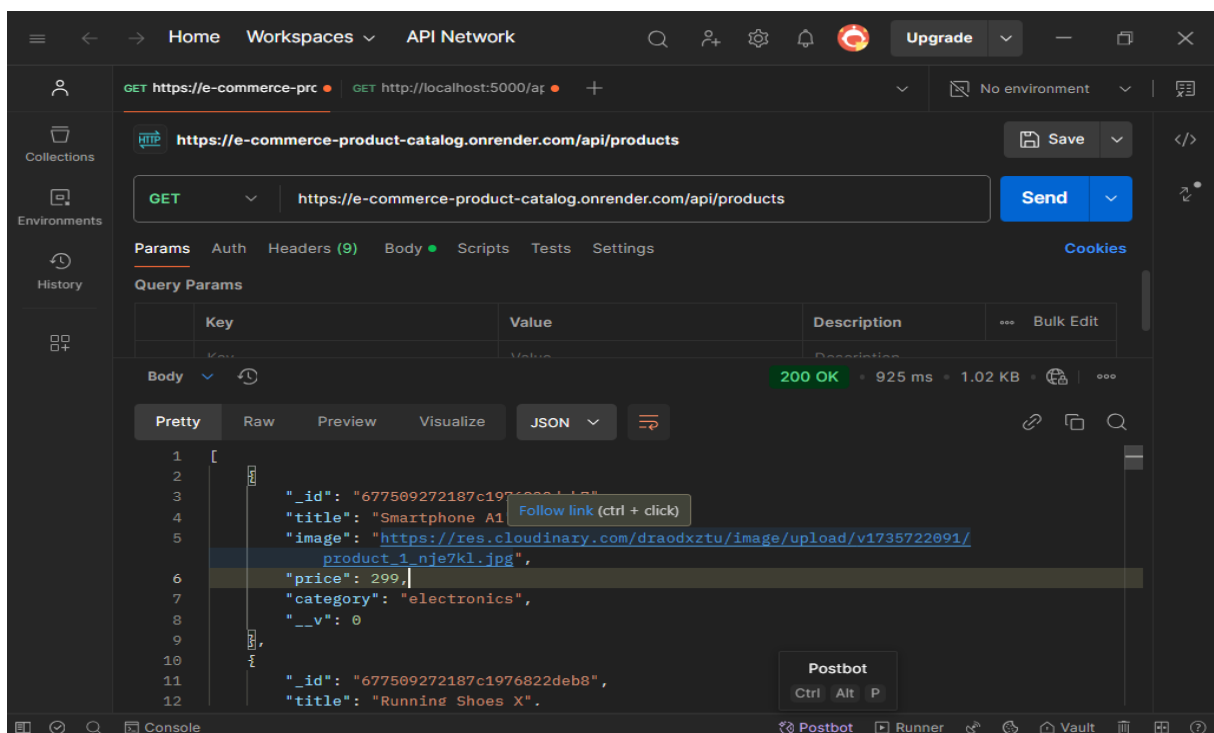 Home Workspaces API Network Upgrade
GET https://e-commerce-prc GET http://localhost:5000/ap No environment
HTTP https://e-commerce-product-catalog.onrender.com/api/products Save
Collections
GET https://e-commerce-product-catalog.onrender.com/api/products Send
Environments
Params Auth Headers (9) Body Scripts Tests Settings Cookies
History
Query Params
Key Value Description Bulk Edit
Key Value Description
Body 200 OK 925 ms 1.02 KB
Pretty Raw Preview Visualize JSON
1 [
2 {
3 "_id": "677509272187c1976822deb7",
4 "title": "Smartphone A1
Follow link (ctrl + click)
5 "image": "https://res.cloudinary.com/draodxztu/image/upload/v1735722091/
product_1_nje7kl.jpg",
6 "price": 299,
7 "category": "electronics",
8 "__v": 0
9 },
10 {
11 "_id": "677509272187c1976822deb8",
12 "title": "Running Shoes X",
Postbot
Ctrl Alt P
Console Postbot Runner Vault